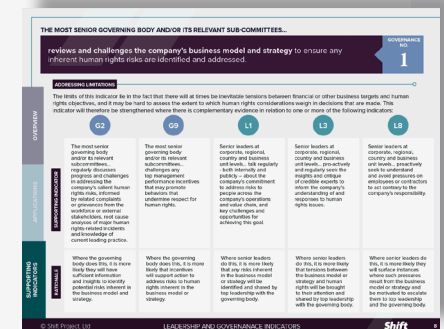 THE MOST SENIOR GOVERNING BODY AND/OR ITS RELEVANT SUB-COMMITTEES...
reviews and challenges the company's business model and strategy to ensure any
inherent human rights risks are identified and addressed.
GOVERNANCE
NO.
1
ADDRESSING LIMITATIONS
The limits of this indicator lie in the fact that there will at times be inevitable tensions between financial or other business targets and human
rights objectives, and it may be hard to assess the extent to which human rights considerations weigh in decisions that are made. This
indicator will therefore be strengthened where there is complementary evidence in relation to one or more of the following indicators:
OVERVIEW
APPLICATIONS
SUPPORTING
INDICATORS
SUPPORTING INDICATOR
G2
The most senior
governing body
and/or its relevant
subcommittees...
regularly discusses
progress and challenges
in addressing the
company's salient human
rights risks, informed
by related complaints
or grievances from the
workforce or external
stakeholders, root cause
analyses of major human
rights-related incidents
and knowledge of
current leading practice.
G9
The most senior
governing body
and/or its relevant
subcommittees...
challenges any
top management
performance incentives
that may promote
behaviors that
undermine respect for
human rights.
L1
Senior leaders at
corporate, regional,
country and business
unit levels... talk regularly
- both internally and
publicly - about the
company's commitment
to address risks to
people across the
company's operations
and value chain, and
key challenges and
opportunities for
achieving this goal.
L3
Senior leaders at
corporate, regional,
country and business
unit levels... pro-actively
and regularly seek the
insights and critique
of credible experts to
inform the company's
understanding of and
responses to human
rights issues.
L8
Senior leaders at
corporate, regional,
country and business
unit levels... proactively
seek to understand
and avoid pressures on
employees or contractors
to act contrary to the
company's responsibility.
RATIONALE
Where the governing
body does this, it is more
likely they will have
sufficient information
and insights to identify
potential risks inherent in
the business model and
strategy.
Where the governing
body does this, it is more
likely that incentives
will support action to
address risks to human
rights inherent in the
business model or
strategy.
Where senior leaders
do this, it is more likely
that any risks inherent
in the business model
or strategy will be
identified and shared by
top leadership with the
governing body.
Where senior leaders
do this, it is more
likely that tensions
between the business
model or strategy and
human rights will be brought
to their attention and
shared by top leadership
with the governing body.
Where senior leaders do
this, it is more likely they
will surface instances
where such pressures
result from the business
model or strategy and
them to top leadership
and the governing body.
© Shift Project, Ltd
LEADERSHIP AND GOVERNANCE INDICATORS
Shift